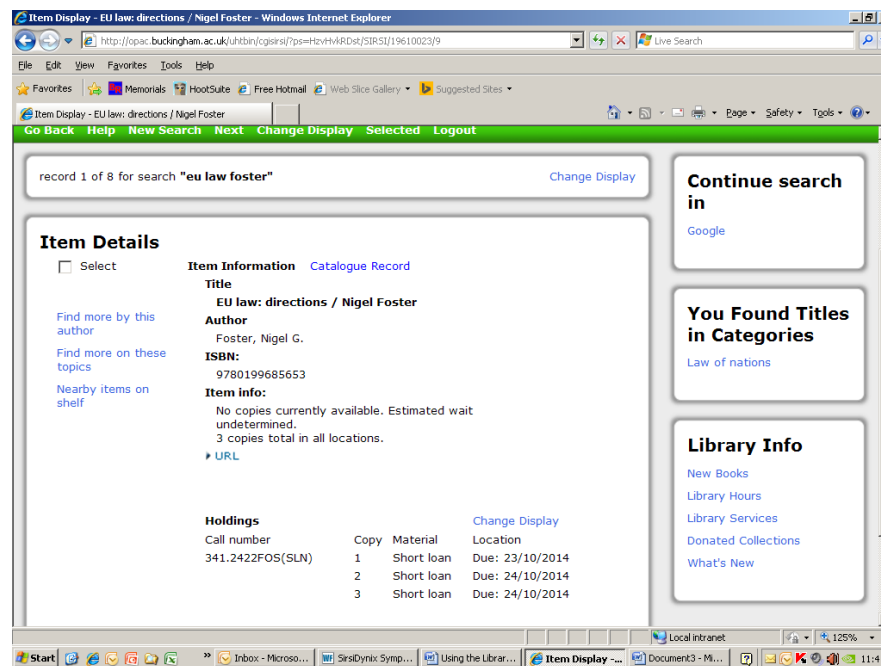 Item Display - EU law: directions / Nigel Foster - Windows Internet Explorer
http://opac.buckingham.ac.uk/uhtbin/cgisirsi/?ps=HzvHvkRDst/SIRSI/19610023/9
Live Search
File Edit View Favorites Tools Help
Favorites Memorials HootSuite Free Hotmail Web Slice Gallery Suggested Sites
Item Display - EU law: directions / Nigel Foster
Page Safety Tools
Go Back Help New Search Next Change Display Selected Logout
record 1 of 8 for search "eu law foster" Change Display
Item Details
Select
Find more by this
author
Find more on these
topics
Nearby items on
shelf
Item Information Catalogue Record
Title
EU law: directions / Nigel Foster
Author
Foster, Nigel G.
ISBN:
9780199685653
Item info:
No copies currently available. Estimated wait
undetermined.
3 copies total in all locations.
URL
Holdings Change Display
Call number Copy Material Location
341.2422FOS(SLN) 1 Short loan Due: 23/10/2014
2 Short loan Due: 24/10/2014
3 Short loan Due: 24/10/2014
Continue search
in
Google
You Found Titles
in Categories
Law of nations
Library Info
New Books
Library Hours
Library Services
Donated Collections
What's New
Local intranet 125%
Start Inbox - Microso... SirsiDynix Symp... Using the Librar... Item Display -... Document3 - Mi... 11:4